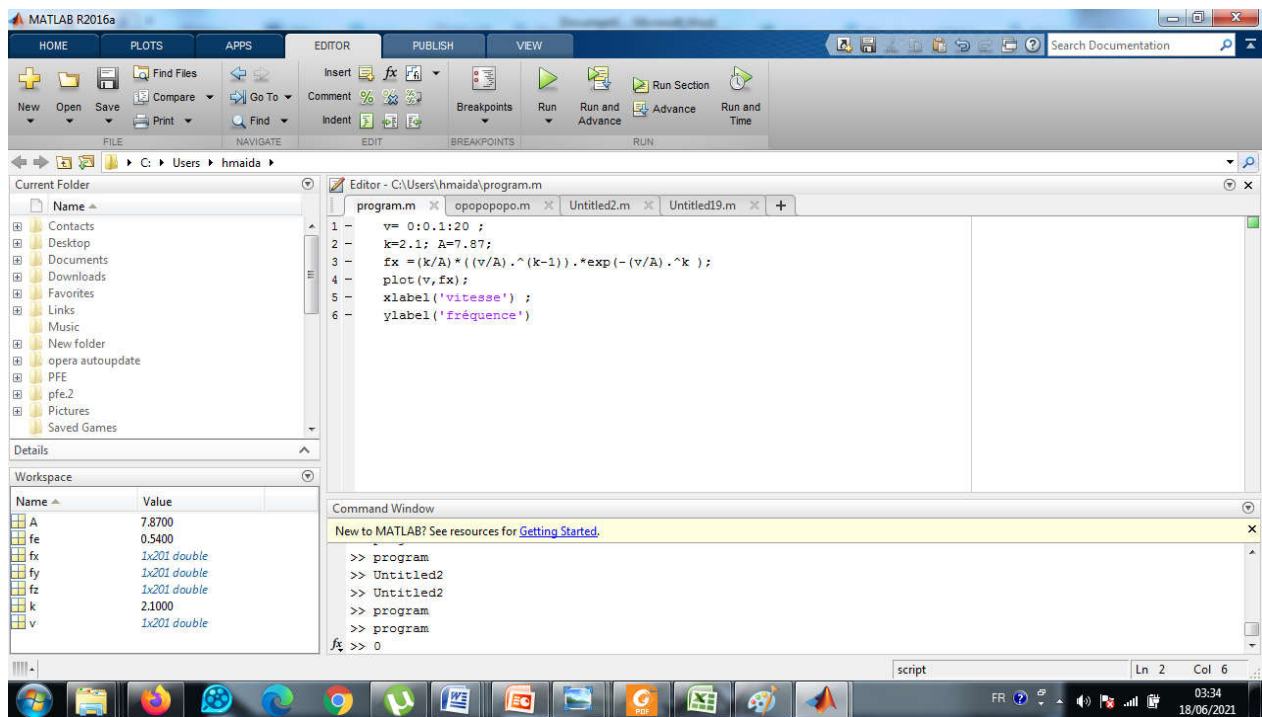 MATLAB R2016a
HOME PLOTS APPS EDITOR PUBLISH VIEW Search Documentation
New Open Save Find Files Compare Print Go To Find Insert fx Comment Indent Breakpoints Run Run and Advance Run Section Advance Run and Time
FILE NAVIGATE EDIT BREAKPOINTS RUN
C: Users hmaida
Current Folder
Name
Contacts
Desktop
Documents
Downloads
Favorites
Links
Music
New folder
opera autoupdate
PFE
pfe.2
Pictures
Saved Games
Details
Workspace
Name Value
A 7.8700
fe 0.5400
fx 1x201 double
fy 1x201 double
fz 1x201 double
k 2.1000
v 1x201 double
Editor - C:\Users\hmaida\program.m
program.m opopopopo.m Untitled2.m Untitled19.m +
1 - v= 0:0.1:20 ;
2 - k=2.1; A=7.87;
3 - fx =(k/A)*((v/A).^(k-1)).*exp(-(v/A).^k );
4 - plot(v,fx);
5 - xlabel('vitesse') ;
6 - ylabel('fréquence')
Command Window
New to MATLAB? See resources for Getting Started.
>> program
>> Untitled2
>> Untitled2
>> program
>> program
fx >> 0
script Ln 2 Col 6
FR 03:34
18/06/2021